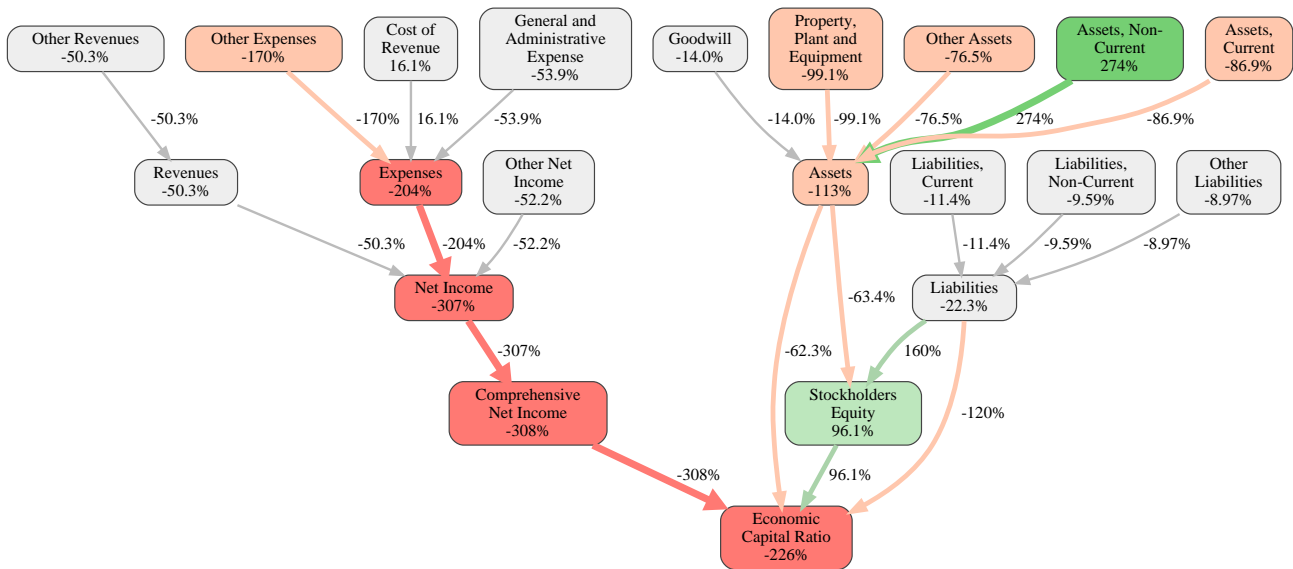 Other Revenues
-50.3%
Other Expenses
-170%
Cost of
Revenue
16.1%
General and
Administrative
Expense
-53.9%
Goodwill
-14.0%
Property,
Plant and
Equipment
-99.1%
Other Assets
-76.5%
Assets, Non-
Current
274%
Assets,
Current
-86.9%
-50.3%
-170%
16.1%
-53.9%
-14.0%
-99.1%
-76.5%
274%
-86.9%
Revenues
-50.3%
Expenses
-204%
Other Net
Income
-52.2%
Assets
-113%
Liabilities,
Current
-11.4%
Liabilities,
Non-Current
-9.59%
Other
Liabilities
-8.97%
-50.3%
-204%
-52.2%
-11.4%
-9.59%
-8.97%
Net Income
-307%
-63.4%
Liabilities
-22.3%
-307%
-62.3%
160%
Comprehensive
Net Income
-308%
Stockholders
Equity
96.1%
-120%
-308%
96.1%
Economic
Capital Ratio
-226%